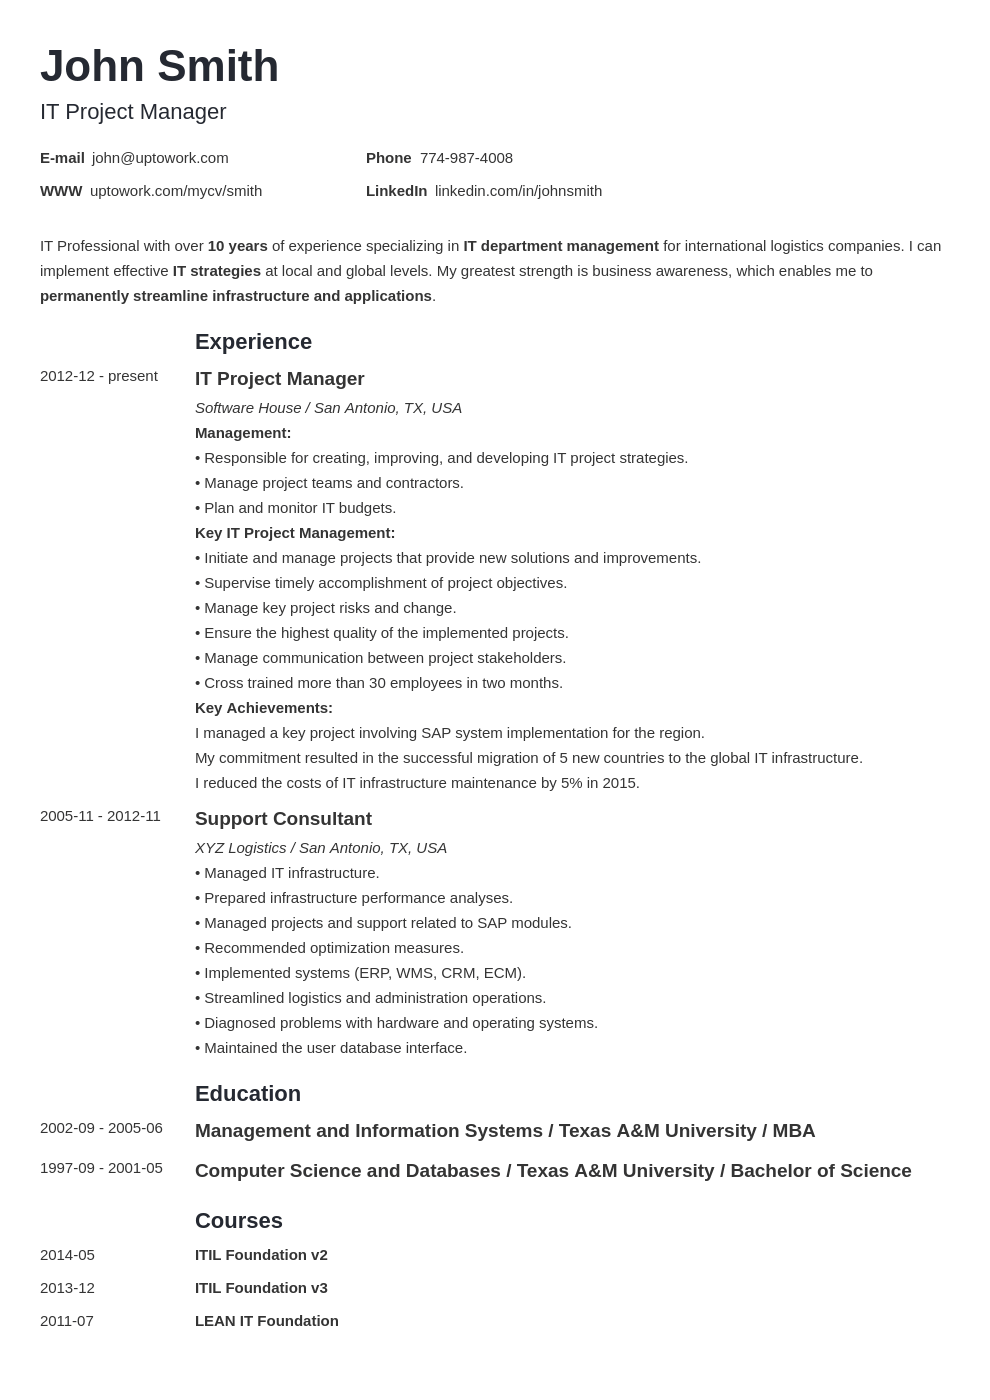 John Smith
IT Project Manager
E-mail john@uptowork.com Phone 774-987-4008
WWW uptowork.com/mycv/smith LinkedIn linkedin.com/in/johnsmith
IT Professional with over 10 years of experience specializing in IT department management for international logistics companies. I can
implement effective IT strategies at local and global levels. My greatest strength is business awareness, which enables me to
permanently streamline infrastructure and applications.
Experience
2012-12 - present IT Project Manager
Software House / San Antonio, TX, USA
Management:
• Responsible for creating, improving, and developing IT project strategies.
• Manage project teams and contractors.
• Plan and monitor IT budgets.
Key IT Project Management:
• Initiate and manage projects that provide new solutions and improvements.
• Supervise timely accomplishment of project objectives.
• Manage key project risks and change.
• Ensure the highest quality of the implemented projects.
• Manage communication between project stakeholders.
• Cross trained more than 30 employees in two months.
Key Achievements:
I managed a key project involving SAP system implementation for the region.
My commitment resulted in the successful migration of 5 new countries to the global IT infrastructure.
I reduced the costs of IT infrastructure maintenance by 5% in 2015.
2005-11 - 2012-11 Support Consultant
XYZ Logistics / San Antonio, TX, USA
• Managed IT infrastructure.
• Prepared infrastructure performance analyses.
• Managed projects and support related to SAP modules.
• Recommended optimization measures.
• Implemented systems (ERP, WMS, CRM, ECM).
• Streamlined logistics and administration operations.
• Diagnosed problems with hardware and operating systems.
• Maintained the user database interface.
Education
2002-09 - 2005-06 Management and Information Systems / Texas A&M University / MBA
1997-09 - 2001-05 Computer Science and Databases / Texas A&M University / Bachelor of Science
Courses
2014-05 ITIL Foundation v2
2013-12 ITIL Foundation v3
2011-07 LEAN IT Foundation